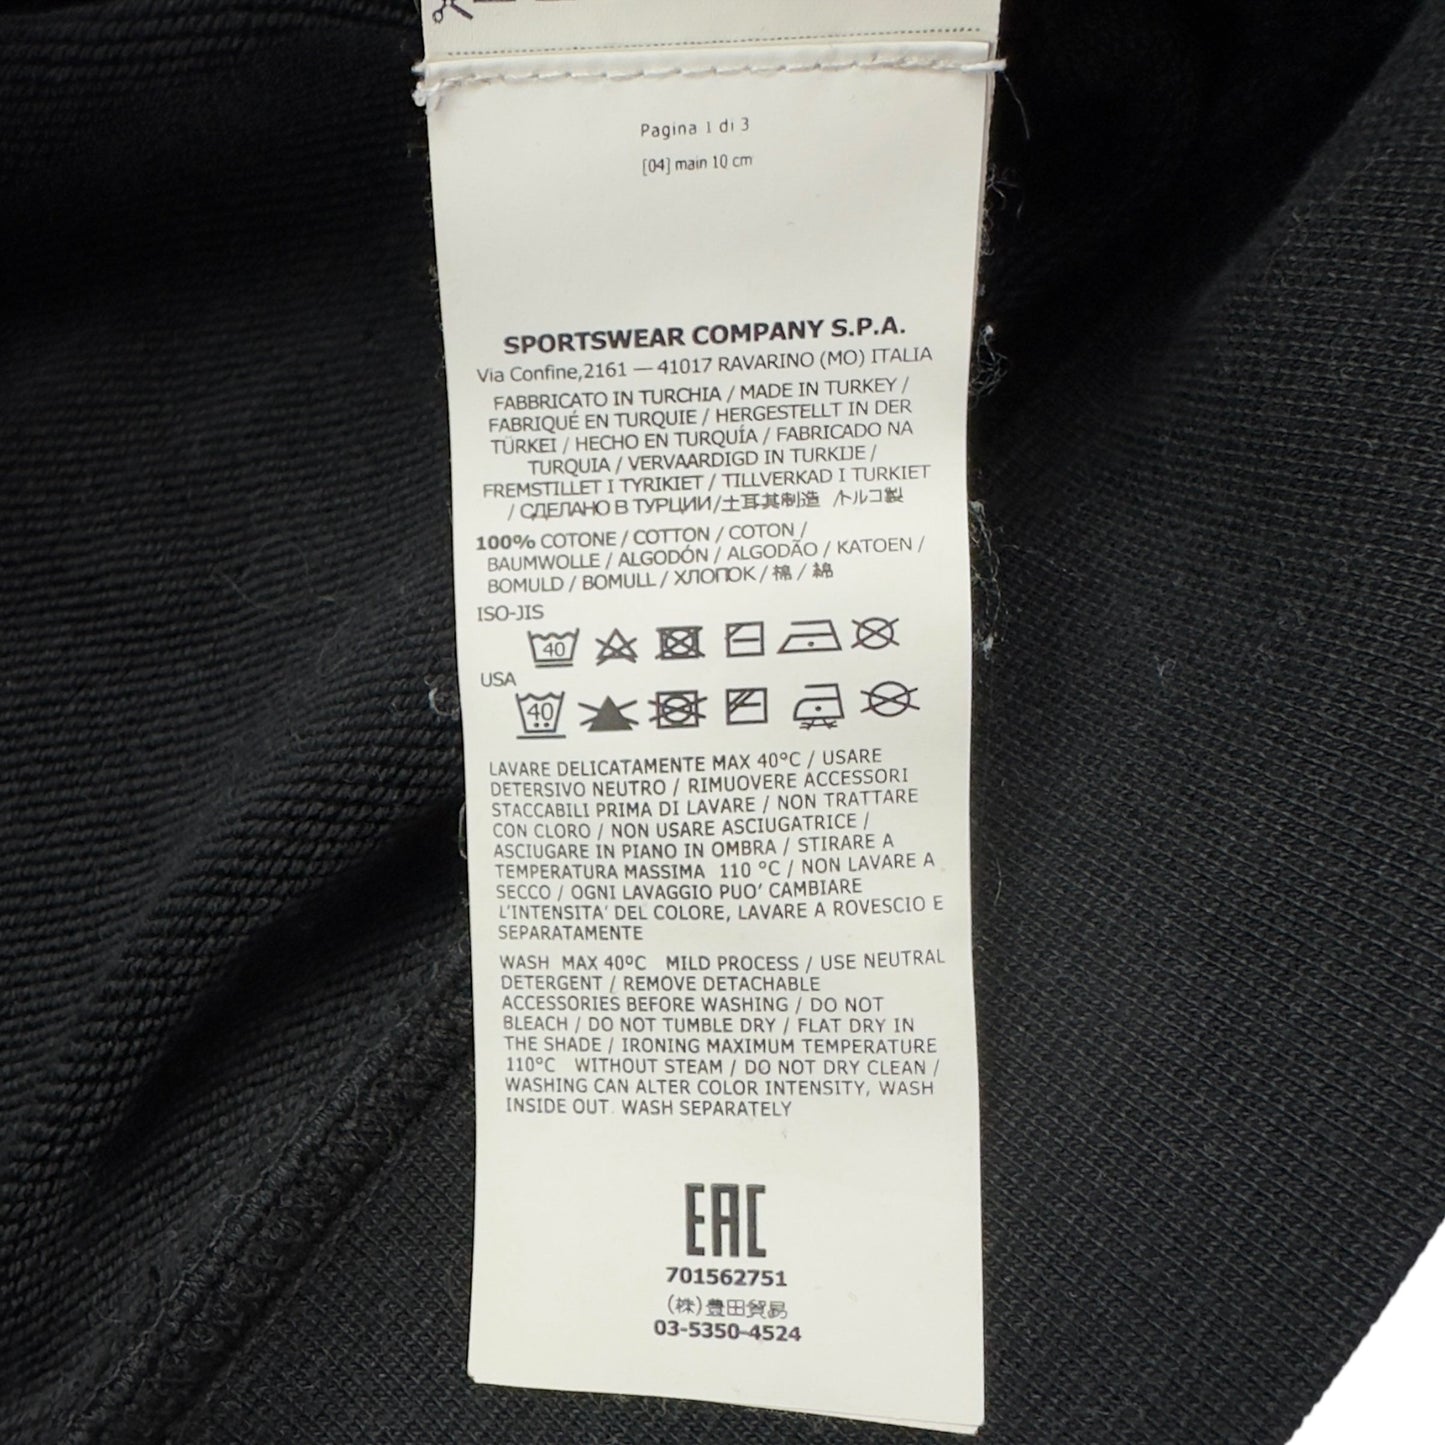 Pagina 1 di 3
[04] main 10 cm
SPORTSWEAR COMPANY S.P.A.
Via Confine,2161 — 41017 RAVARINO (MO) ITALIA
FABBRICATO IN TURCHIA / MADE IN TURKEY /
FABRIQUÉ EN TURQUIE / HERGESTELLT IN DER
TÜRKEI / HECHO EN TURQUÍA / FABRICADO NA
TURQUIA / VERVAARDIGD IN TURKIJE /
FREMSTILLET I TYRIKIET / TILLVERKAD I TURKIET
/ СДЕЛАНО В ТУРЦИИ/土耳其制造 /トルコ製
100% COTONE / COTTON / COTON /
BAUMWOLLE / ALGODÓN / ALGODÃO / KATOEN /
BOMULD / BOMULL / ХЛОПОК / 棉 / 綿
ISO-JIS
40
USA
40
LAVARE DELICATAMENTE MAX 40°C / USARE
DETERSIVO NEUTRO / RIMUOVERE ACCESSORI
STACCABILI PRIMA DI LAVARE / NON TRATTARE
CON CLORO / NON USARE ASCIUGATRICE /
ASCIUGARE IN PIANO IN OMBRA / STIRARE A
TEMPERATURA MASSIMA 110 °C / NON LAVARE A
SECCO / OGNI LAVAGGIO PUO' CAMBIARE
L'INTENSITA' DEL COLORE, LAVARE A ROVESCIO E
SEPARATAMENTE
WASH MAX 40°C MILD PROCESS / USE NEUTRAL
DETERGENT / REMOVE DETACHABLE
ACCESSORIES BEFORE WASHING / DO NOT
BLEACH / DO NOT TUMBLE DRY / FLAT DRY IN
THE SHADE / IRONING MAXIMUM TEMPERATURE
110°C WITHOUT STEAM / DO NOT DRY CLEAN /
WASHING CAN ALTER COLOR INTENSITY, WASH
INSIDE OUT. WASH SEPARATELY
EAC
701562751
(株)豊田貿易
03-5350-4524